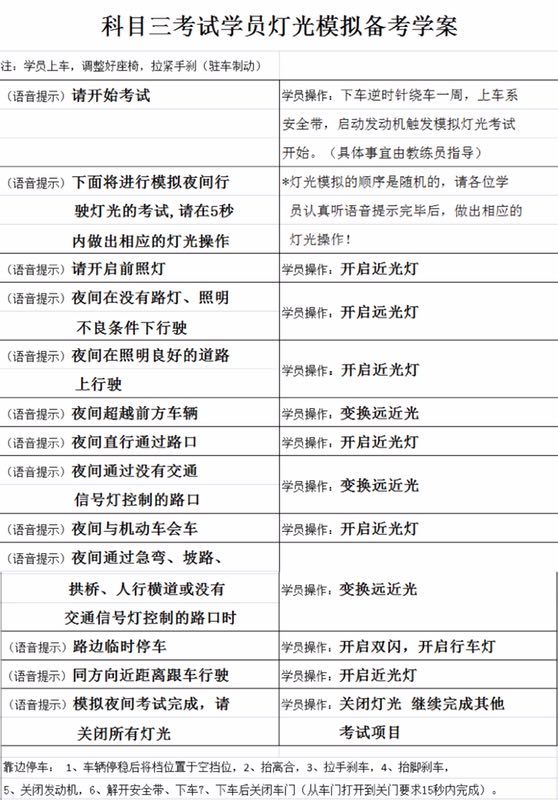 科目三考试学员灯光模拟备考学案
注：学员上车，调整好座椅，拉紧手刹（驻车制动）
（语音提示）请开始考试
学员操作：下车逆时针绕车一周，上车系
安全带，启动发动机触发模拟灯光考试
开始。（具体事宜由教练员指导）
（语音提示）下面将进行模拟夜间行
驶灯光的考试,请在5秒
内做出相应的灯光操作
*灯光模拟的顺序是随机的，请各位学
员认真听语音提示完毕后，做出相应的
灯光操作！
（语音提示）请开启前照灯
学员操作：开启近光灯
（语音提示）夜间在没有路灯、照明
不良条件下行驶
学员操作：开启远光灯
（语音提示）夜间在照明良好的道路
上行驶
学员操作：开启近光灯
（语音提示）夜间超越前方车辆
学员操作：变换远近光
（语音提示）夜间直行通过路口
学员操作：开启近光灯
（语音提示）夜间通过没有交通
信号灯控制的路口
学员操作：变换远近光
（语音提示）夜间与机动车会车
学员操作：开启近光灯
（语音提示）夜间通过急弯、坡路、
拱桥、人行横道或没有
交通信号灯控制的路口时
学员操作：变换远近光
（语音提示）路边临时停车
学员操作：开启双闪，开启行车灯
（语音提示）同方向近距离跟车行驶
学员操作：开启近光灯
（语音提示）模拟夜间考试完成，请
关闭所有灯光
学员操作：关闭灯光 继续完成其他
考试项目
靠边停车： 1、车辆停稳后将档位置于空挡位，2、抬离合，3、拉手刹车，4、抬脚刹车，
5、关闭发动机，6、解开安全带、下车7、下车后关闭车门（从车门打开到关门要求15秒内完成）。